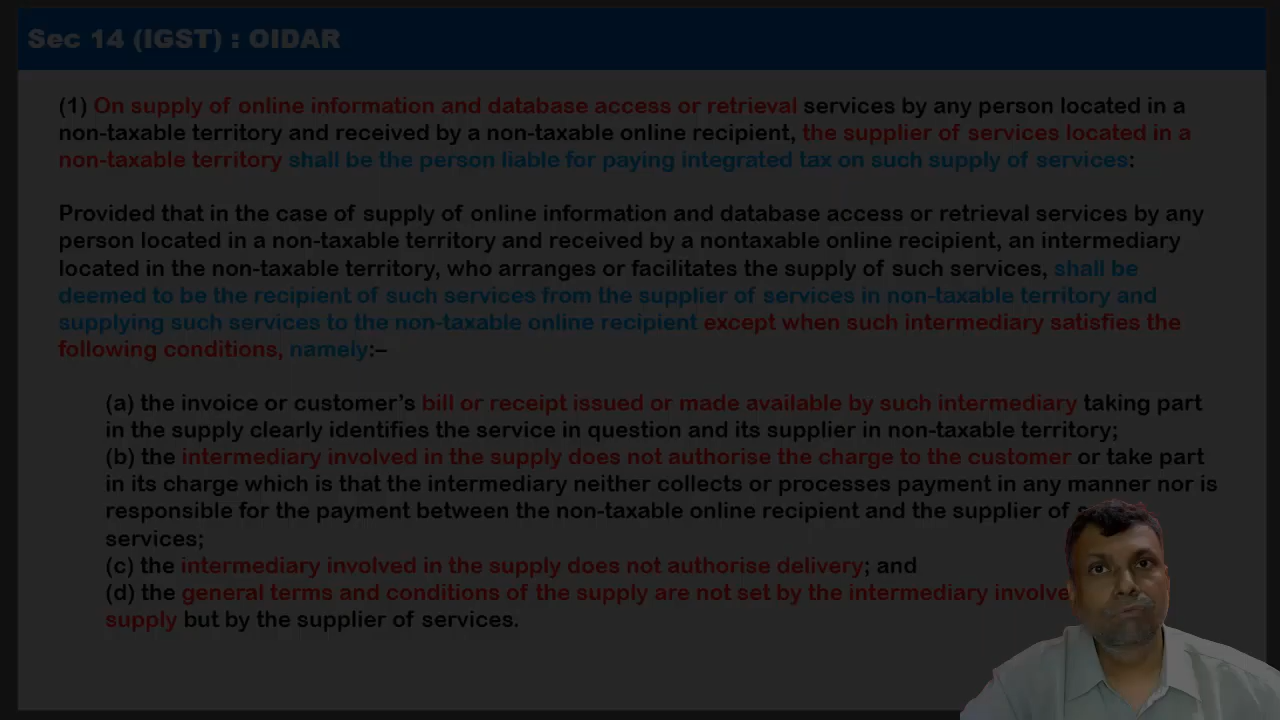 Sec 14 (IGST) : OIDAR
(1) On supply of online information and database access or retrieval services by any person located in a
non-taxable territory and received by a non-taxable online recipient, the supplier of services located in a
non-taxable territory shall be the person liable for paying integrated tax on such supply of services:
Provided that in the case of supply of online information and database access or retrieval services by any
person located in a non-taxable territory and received by a nontaxable online recipient, an intermediary
located in the non-taxable territory, who arranges or facilitates the supply of such services, shall be
deemed to be the recipient of such services from the supplier of services in non-taxable territory and
supplying such services to the non-taxable online recipient except when such intermediary satisfies the
following conditions, namely:–
(a) the invoice or customer’s bill or receipt issued or made available by such intermediary taking part
in the supply clearly identifies the service in question and its supplier in non-taxable territory;
(b) the intermediary involved in the supply does not authorise the charge to the customer or take part
in its charge which is that the intermediary neither collects or processes payment in any manner nor is
responsible for the payment between the non-taxable online recipient and the supplier of
services;
(c) the intermediary involved in the supply does not authorise delivery; and
(d) the general terms and conditions of the supply are not set by the intermediary
supply but by the supplier of services.